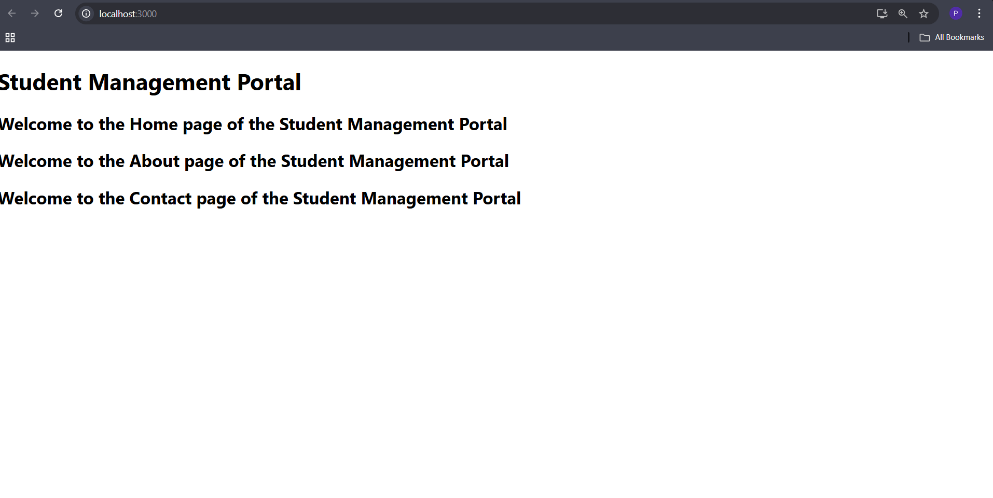 localhost:3000
P
All Bookmarks
Student Management Portal
Welcome to the Home page of the Student Management Portal
Welcome to the About page of the Student Management Portal
Welcome to the Contact page of the Student Management Portal